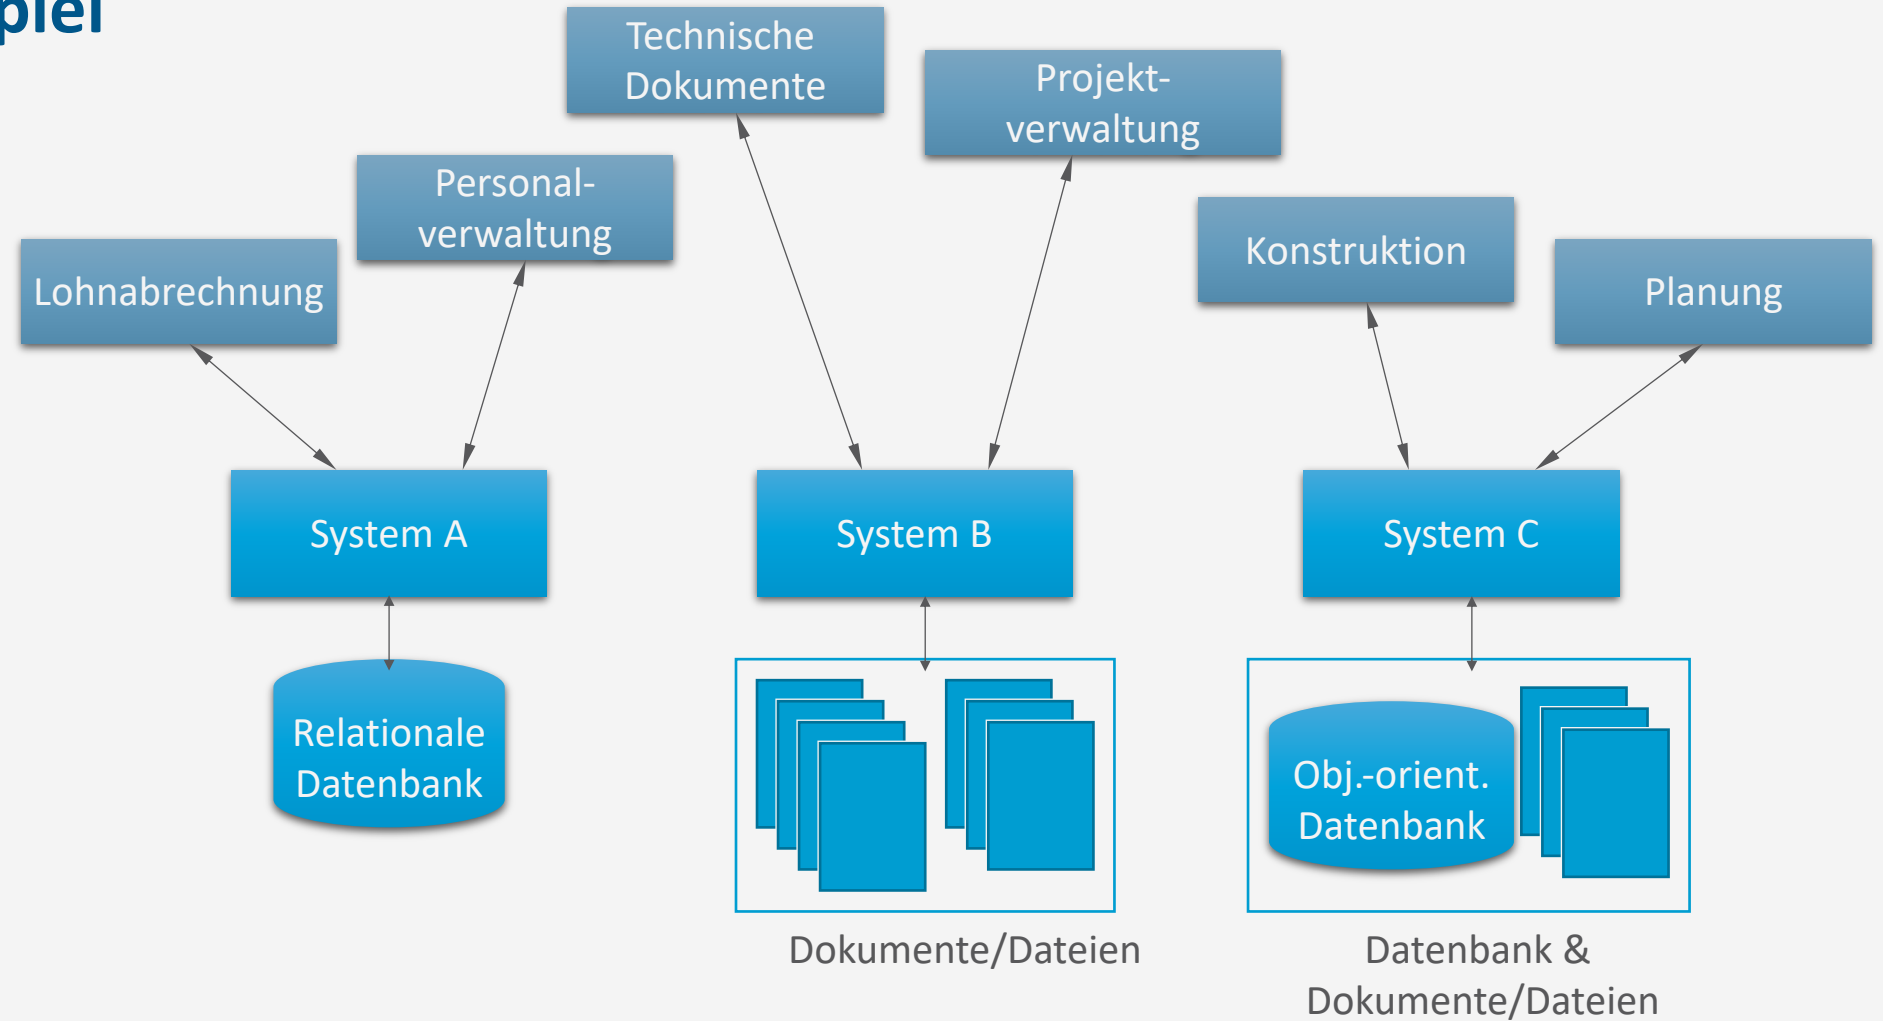 Technische
Dokumente
Projekt-
verwaltung
Personal-
verwaltung
Lohnabrechnung
Konstruktion
Planung
System A
System B
System C
Relationale
Datenbank
Obj.-orient.
Datenbank
Dokumente/Dateien
Datenbank &
Dokumente/Dateien